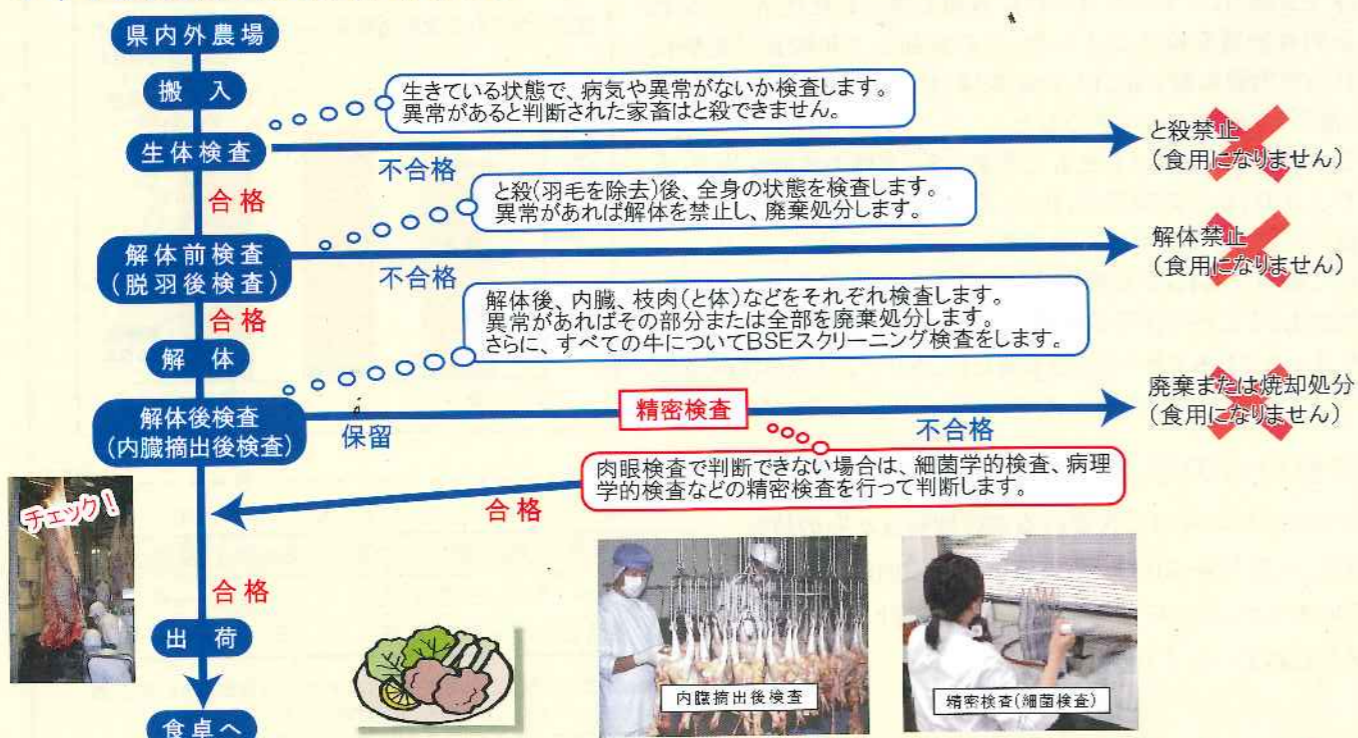 県内外農場
搬 入
生きている状態で、病気や異常がないか検査します。
異常があると判断された家畜はと殺できません。
生体検査
不合格
と殺禁止
(食用になりません)
合格
と殺(羽毛を除去)後、全身の状態を検査します。
異常があれば解体を禁止し、廃棄処分します。
解体前検査
(脱羽後検査)
不合格
解体禁止
(食用になりません)
合格
解体後、内臓、枝肉(と体)などをそれぞれ検査します。
異常があればその部分または全部を廃棄処分します。
さらに、すべての牛についてBSEスクリーニング検査をします。
解 体
解体後検査
(内臓摘出後検査)
保留
精密検査
不合格
廃棄または焼却処分
(食用になりません)
肉眼検査で判断できない場合は、細菌学的検査、病理
学的検査などの精密検査を行って判断します。
合格
チェック!
合格
出 荷
食卓へ
内臓摘出後検査
精密検査(細菌検査)